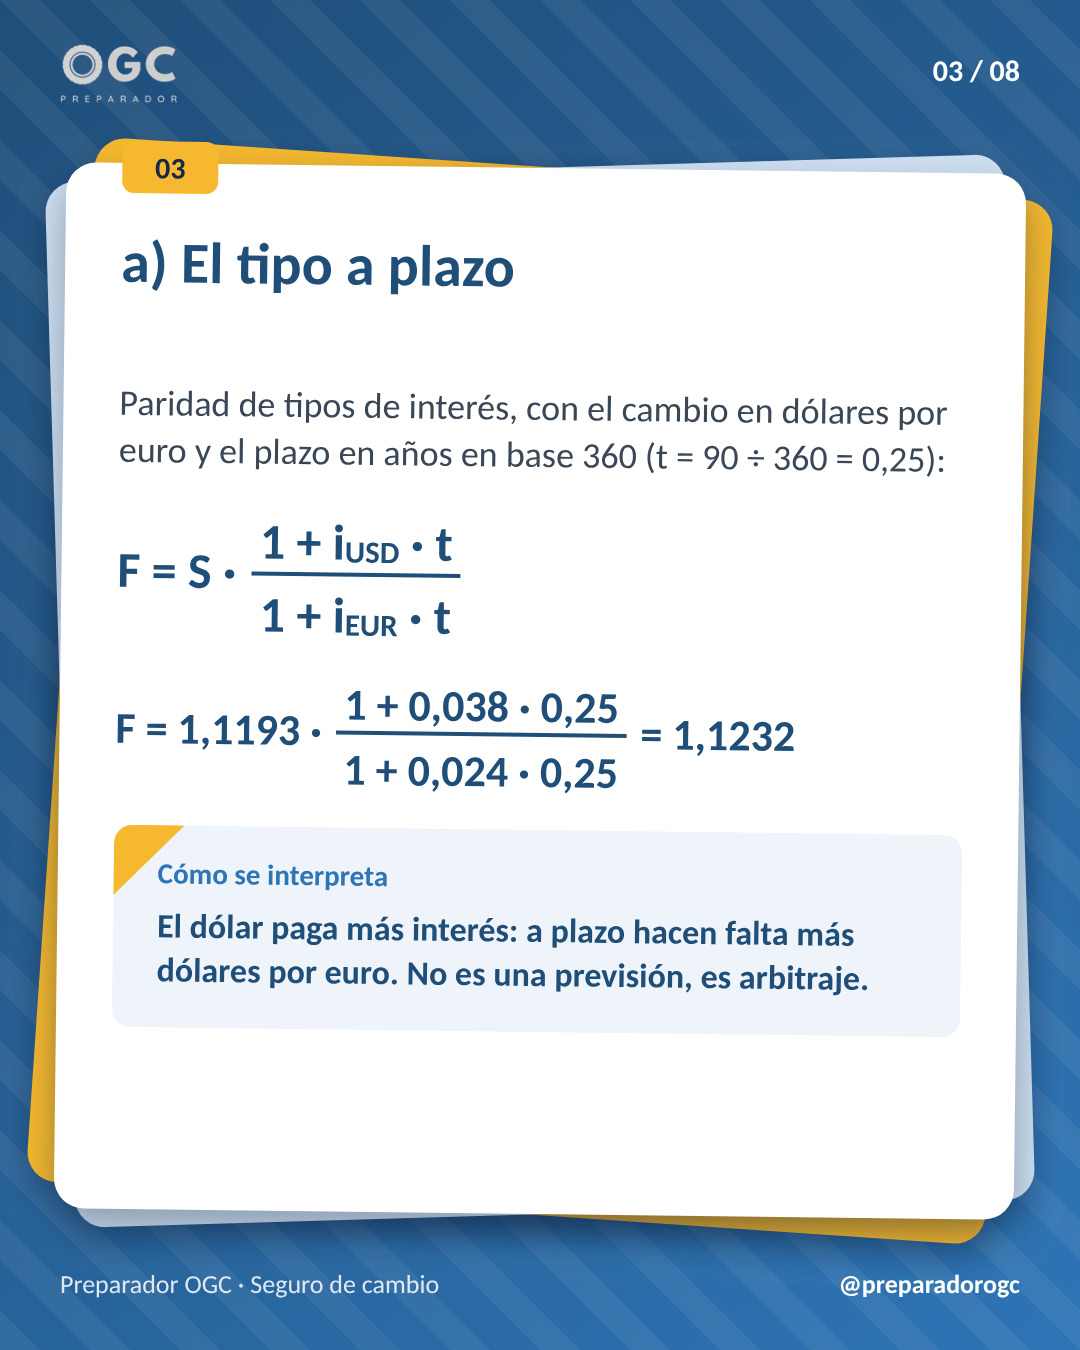 OGC
PREPARADOR
03 / 08
03
a) El tipo a plazo
Paridad de tipos de interés, con el cambio en dólares por
euro y el plazo en años en base 360 (t = 90 ÷ 360 = 0,25):
F = S · (1 + iUSD · t) / (1 + iEUR · t)
F = 1,1193 · (1 + 0,038 · 0,25) / (1 + 0,024 · 0,25) = 1,1232
Cómo se interpreta
El dólar paga más interés: a plazo hacen falta más
dólares por euro. No es una previsión, es arbitraje.
Preparador OGC · Seguro de cambio
@preparadorogc